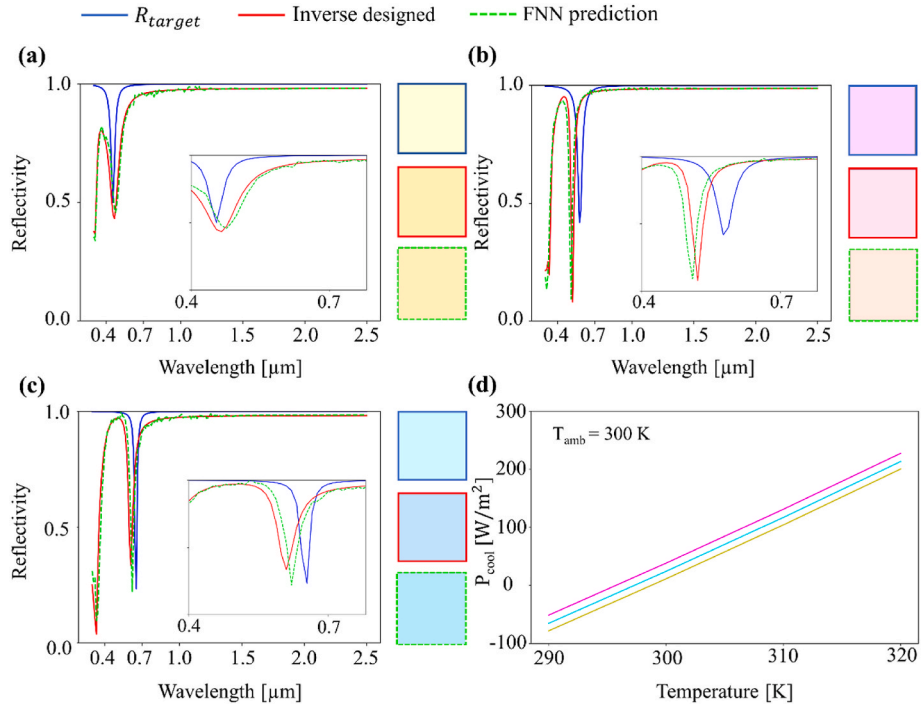 R_target Inverse designed FNN prediction
(a) (b)
1.0 1.0
Reflectivity Reflectivity
0.5 0.5
0.4 0.7 0.4 0.7
0.0 0.0
0.4 0.7 1.0 1.5 2.0 2.5 0.4 0.7 1.0 1.5 2.0 2.5
Wavelength [µm] Wavelength [µm]
(c) (d)
1.0 300
T_amb = 300 K
200
Reflectivity P_cool [W/m²]
0.5 100
0
0.4 0.7
0.0 -100
0.4 0.7 1.0 1.5 2.0 2.5 290 300 310 320
Wavelength [µm] Temperature [K]